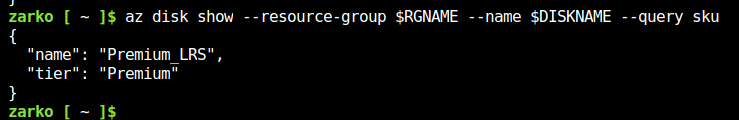 zarko [ ~ ]$ az disk show --resource-group $RGNAME --name $DISKNAME --query sku
{
  "name": "Premium_LRS",
  "tier": "Premium"
}
zarko [ ~ ]$